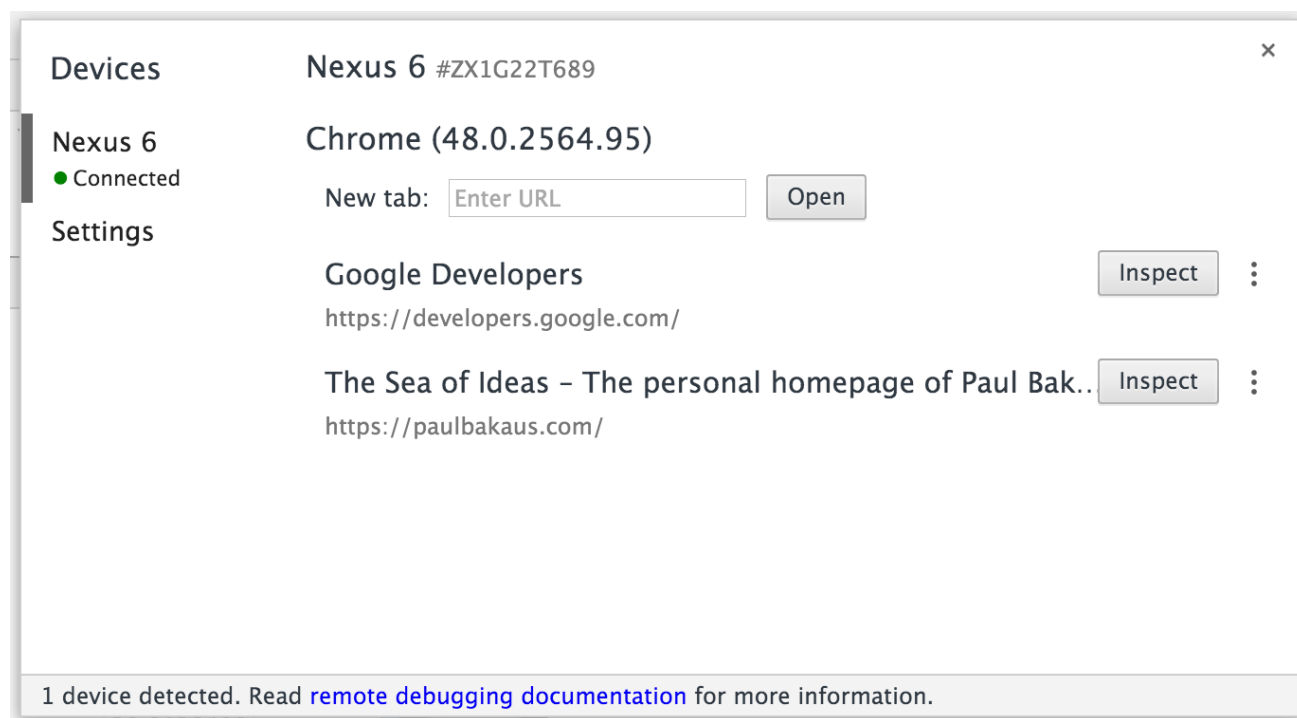 Devices
Nexus 6
Connected
Settings
Nexus 6 #ZX1G22T689
×
Chrome (48.0.2564.95)
New tab: Enter URL Open
Google Developers Inspect
https://developers.google.com/
The Sea of Ideas – The personal homepage of Paul Bak... Inspect
https://paulbakaus.com/
1 device detected. Read remote debugging documentation for more information.